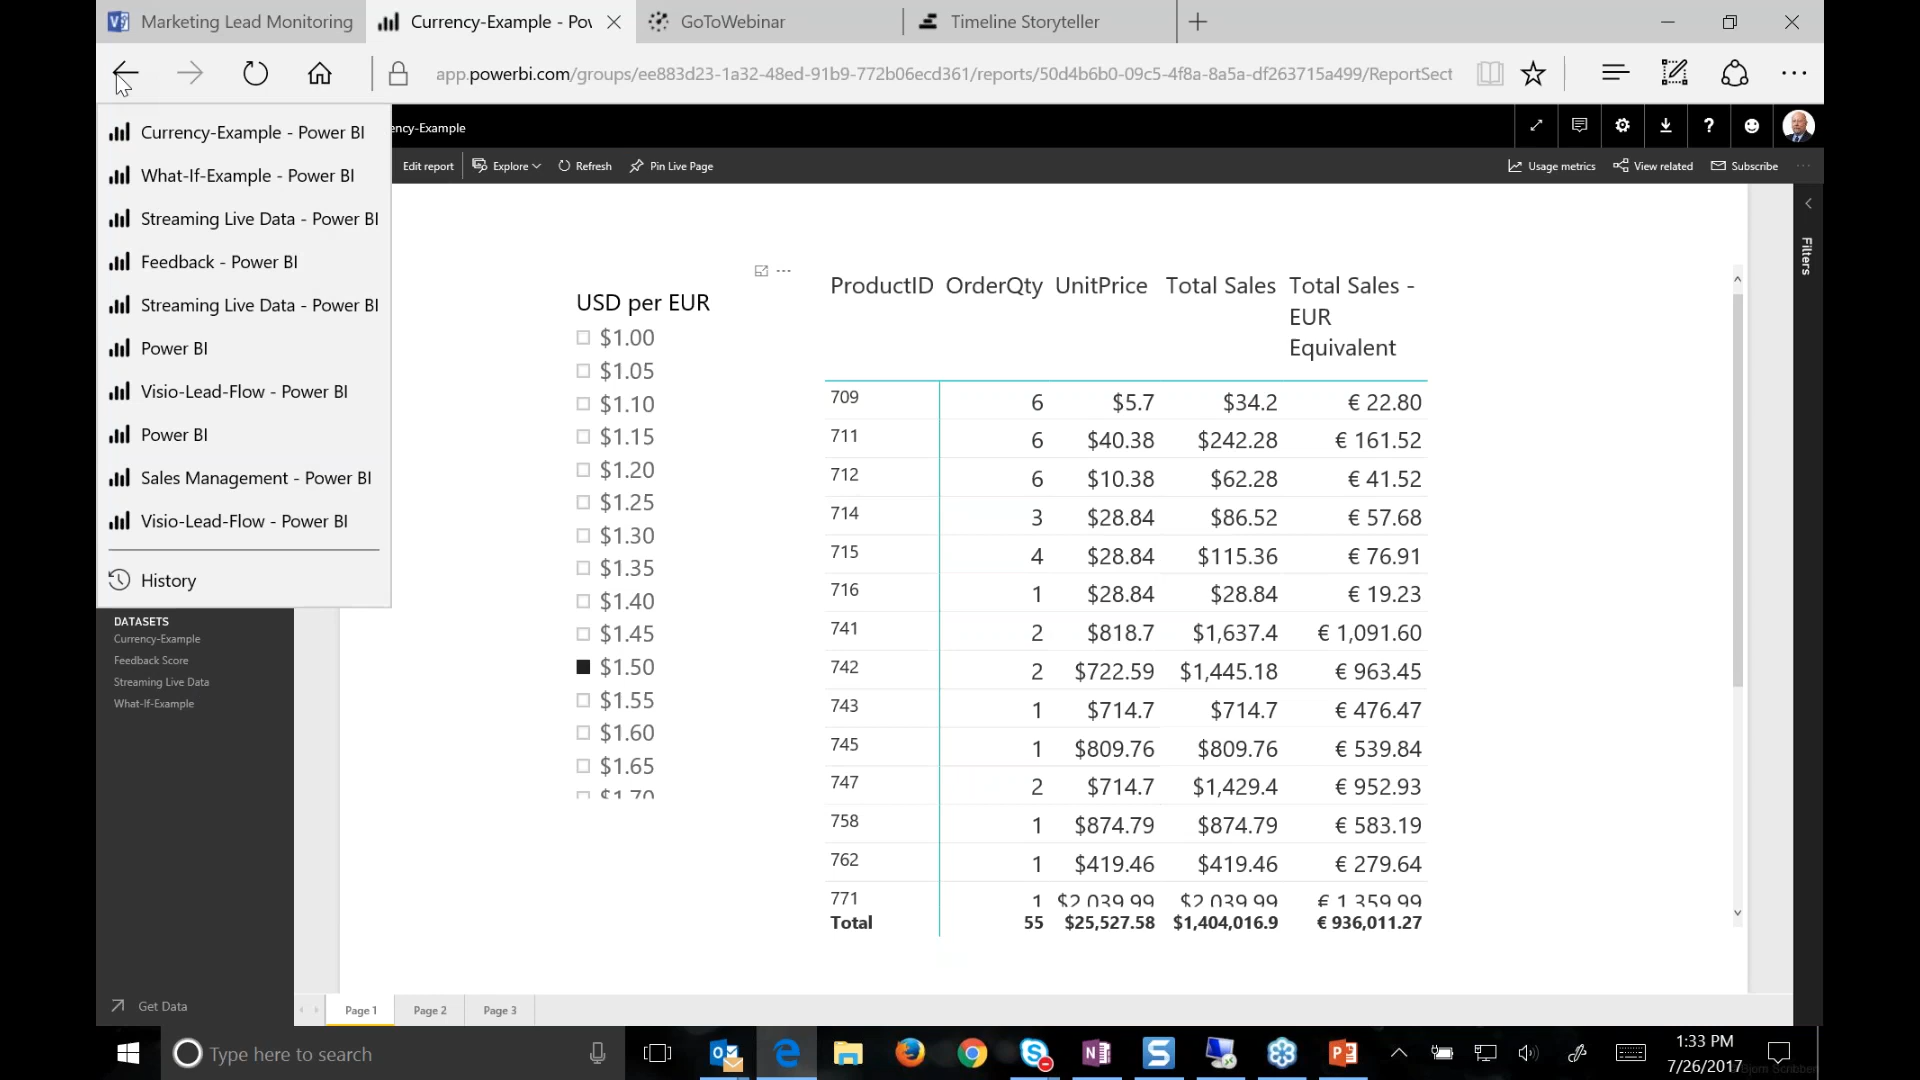 Marketing Lead Monitoring
Currency-Example - Pov
GoToWebinar
Timeline Storyteller
app.powerbi.com/groups/ee883d23-1a32-48ed-91b9-772b06ecd361/reports/50d4b6b0-09c5-4f8a-8a5a-df263715a499/ReportSect
ency-Example
Edit report
Explore
Refresh
Pin Live Page
Usage metrics
View related
Subscribe
Currency-Example - Power BI
What-If-Example - Power BI
Streaming Live Data - Power BI
Feedback - Power BI
Streaming Live Data - Power BI
Power BI
Visio-Lead-Flow - Power BI
Power BI
Sales Management - Power BI
Visio-Lead-Flow - Power BI
History
DATASETS
Currency-Example
Feedback Score
Streaming Live Data
What-If-Example
Get Data
USD per EUR
$1.00
$1.05
$1.10
$1.15
$1.20
$1.25
$1.30
$1.35
$1.40
$1.45
$1.50
$1.55
$1.60
$1.65
$1.70
ProductID OrderQty UnitPrice Total Sales Total Sales -
EUR
Equivalent
709 6 $5.7 $34.2 € 22.80
711 6 $40.38 $242.28 € 161.52
712 6 $10.38 $62.28 € 41.52
714 3 $28.84 $86.52 € 57.68
715 4 $28.84 $115.36 € 76.91
716 1 $28.84 $28.84 € 19.23
741 2 $818.7 $1,637.4 € 1,091.60
742 2 $722.59 $1,445.18 € 963.45
743 1 $714.7 $714.7 € 476.47
745 1 $809.76 $809.76 € 539.84
747 2 $714.7 $1,429.4 € 952.93
758 1 $874.79 $874.79 € 583.19
762 1 $419.46 $419.46 € 279.64
771 1 $2,039.99 $2,039.99 € 1,359.99
Total 55 $25,527.58 $1,404,016.9 € 936,011.27
Filters
Page 1
Page 2
Page 3
Type here to search
1:33 PM
7/26/2017